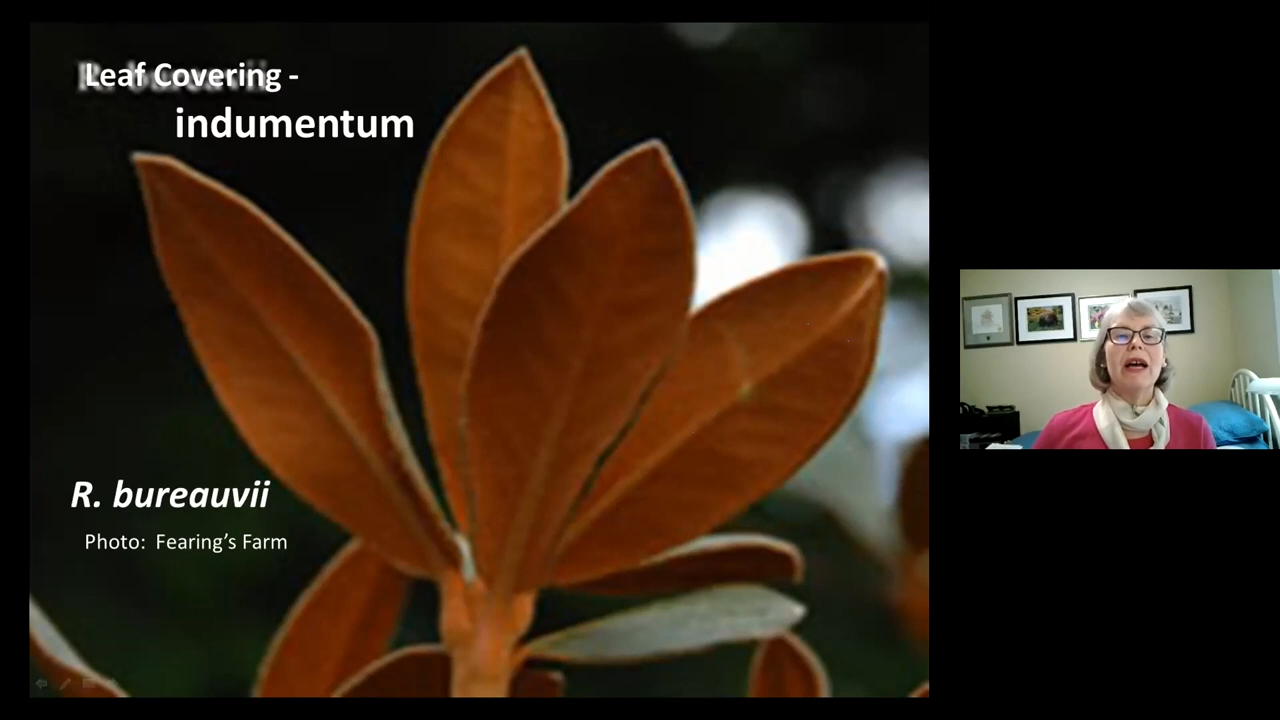 Leaf Covering -
indumentum
R. bureauvii
Photo:  Fearing’s Farm